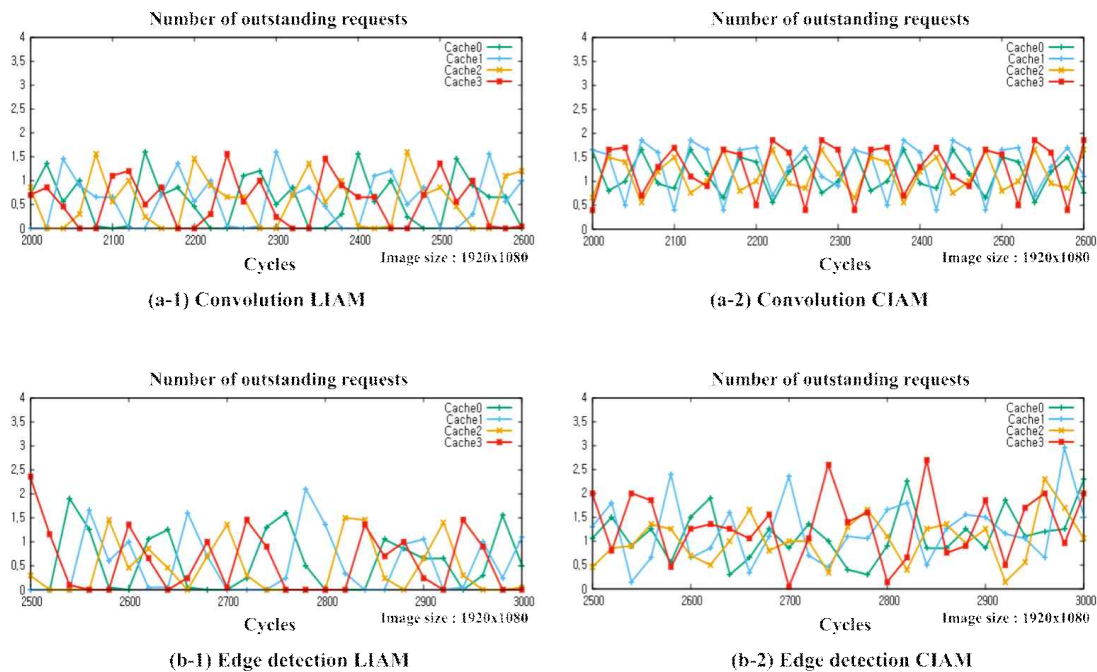 Number of outstanding requests
4
3.5
3
2.5
2
1.5
1
0.5
0
Cache0
Cache1
Cache2
Cache3
2000 2100 2200 2300 2400 2500 2600
Cycles
Image size : 1920x1080
(a-1) Convolution LIAM
Number of outstanding requests
4
3.5
3
2.5
2
1.5
1
0.5
0
Cache0
Cache1
Cache2
Cache3
2000 2100 2200 2300 2400 2500 2600
Cycles
Image size : 1920x1080
(a-2) Convolution CIAM
Number of outstanding requests
4
3.5
3
2.5
2
1.5
1
0.5
0
Cache0
Cache1
Cache2
Cache3
2500 2600 2700 2800 2900 3000
Cycles
Image size : 1920x1080
(b-1) Edge detection LIAM
Number of outstanding requests
4
3.5
3
2.5
2
1.5
1
0.5
0
Cache0
Cache1
Cache2
Cache3
2500 2600 2700 2800 2900 3000
Cycles
Image size : 1920x1080
(b-2) Edge detection CIAM